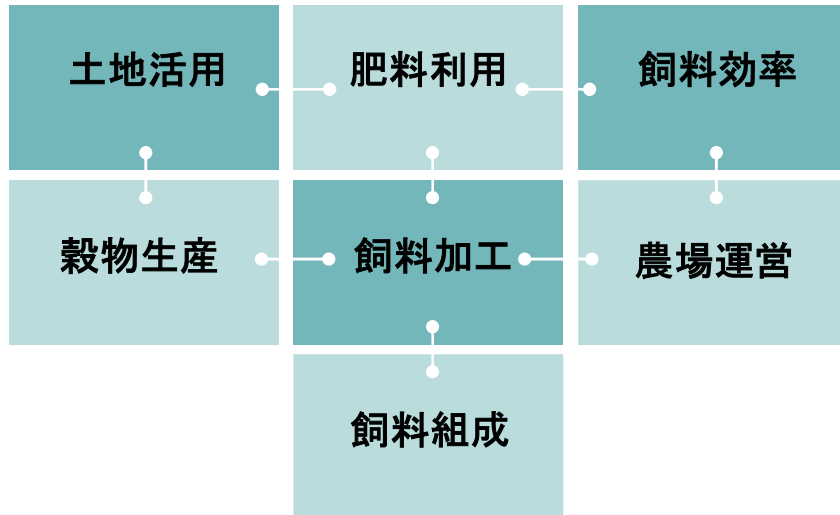 土地活用
肥料利用
飼料効率
穀物生産
飼料加工
農場運営
飼料組成